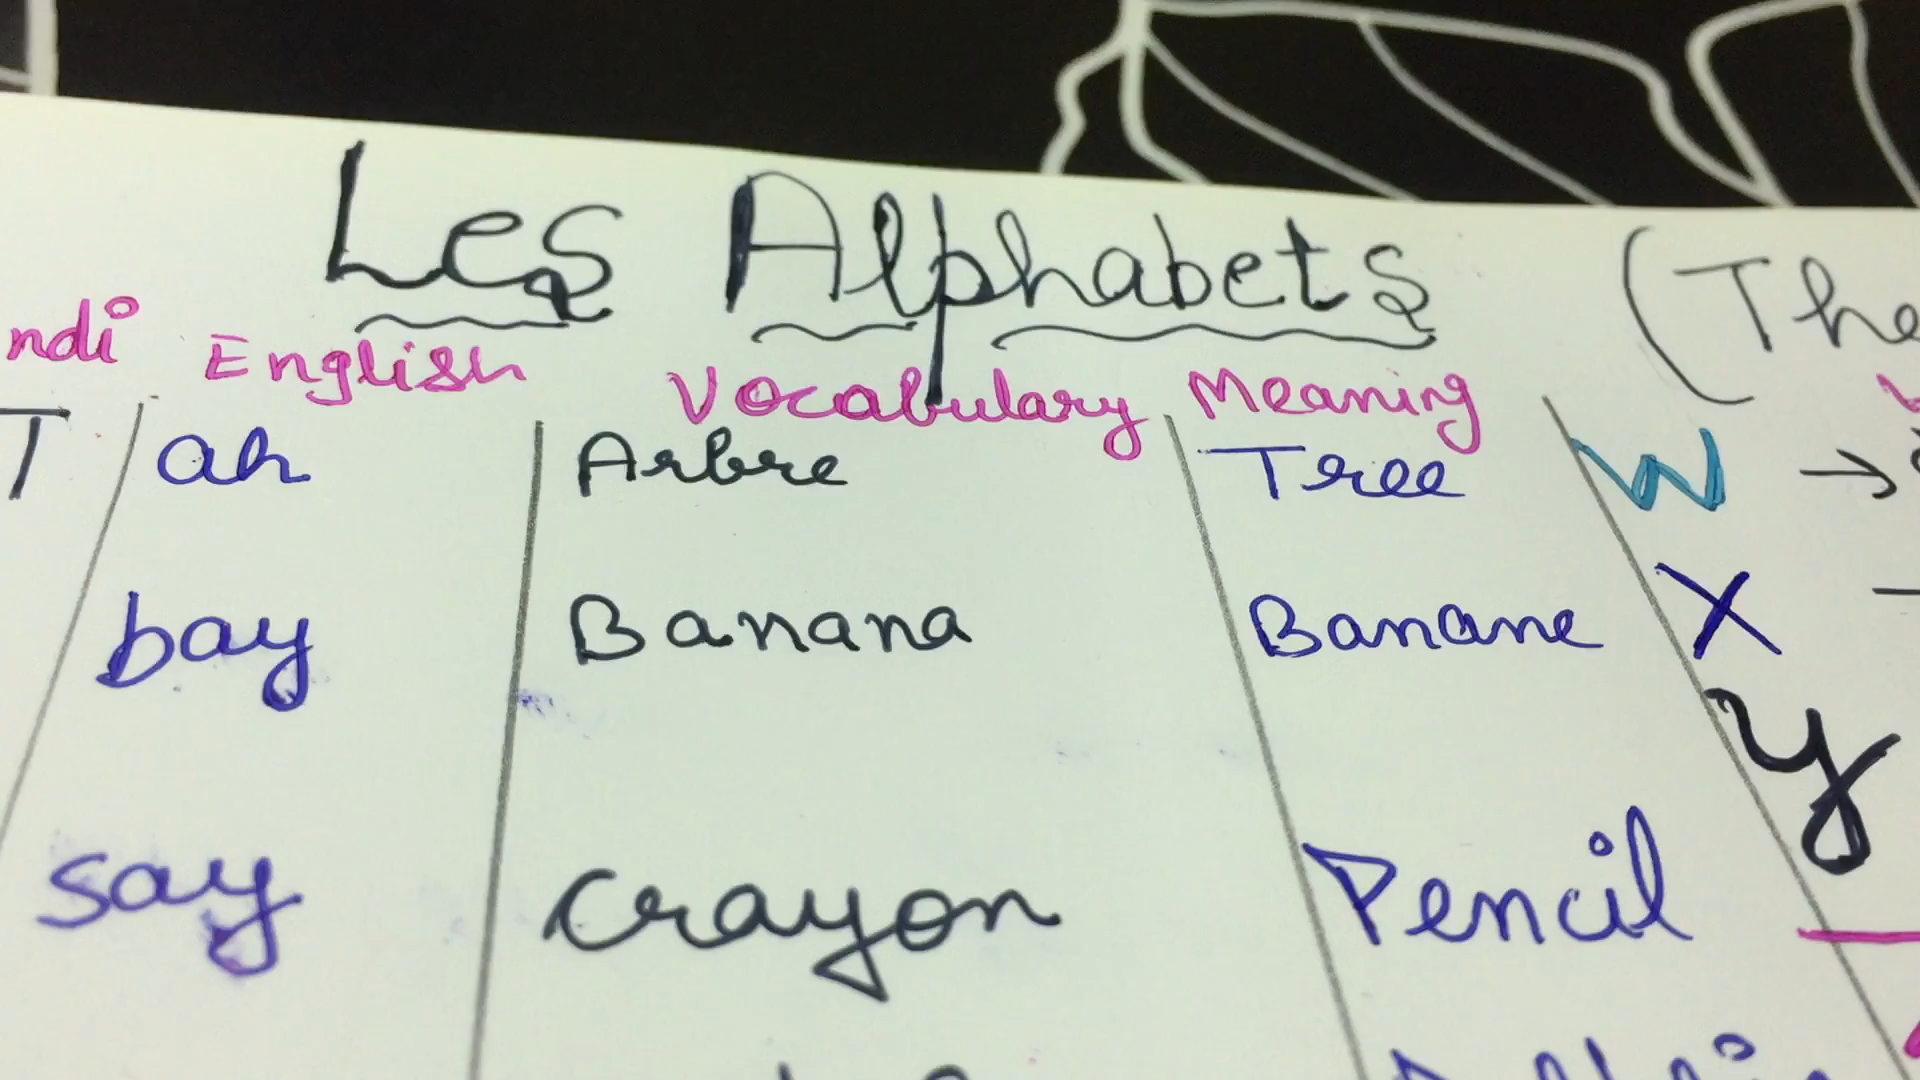 Les Alphabets (The
ndi English Vocabulary Meaning
ah Arbre Tree W →
bay Banana Banane X
y
say Crayon Pencil